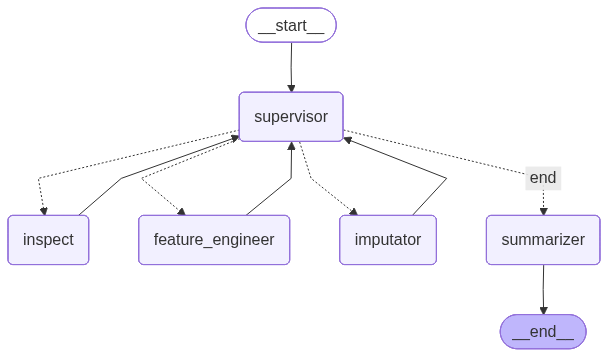 __start__
supervisor
end
inspect
feature_engineer
imputator
summarizer
__end__